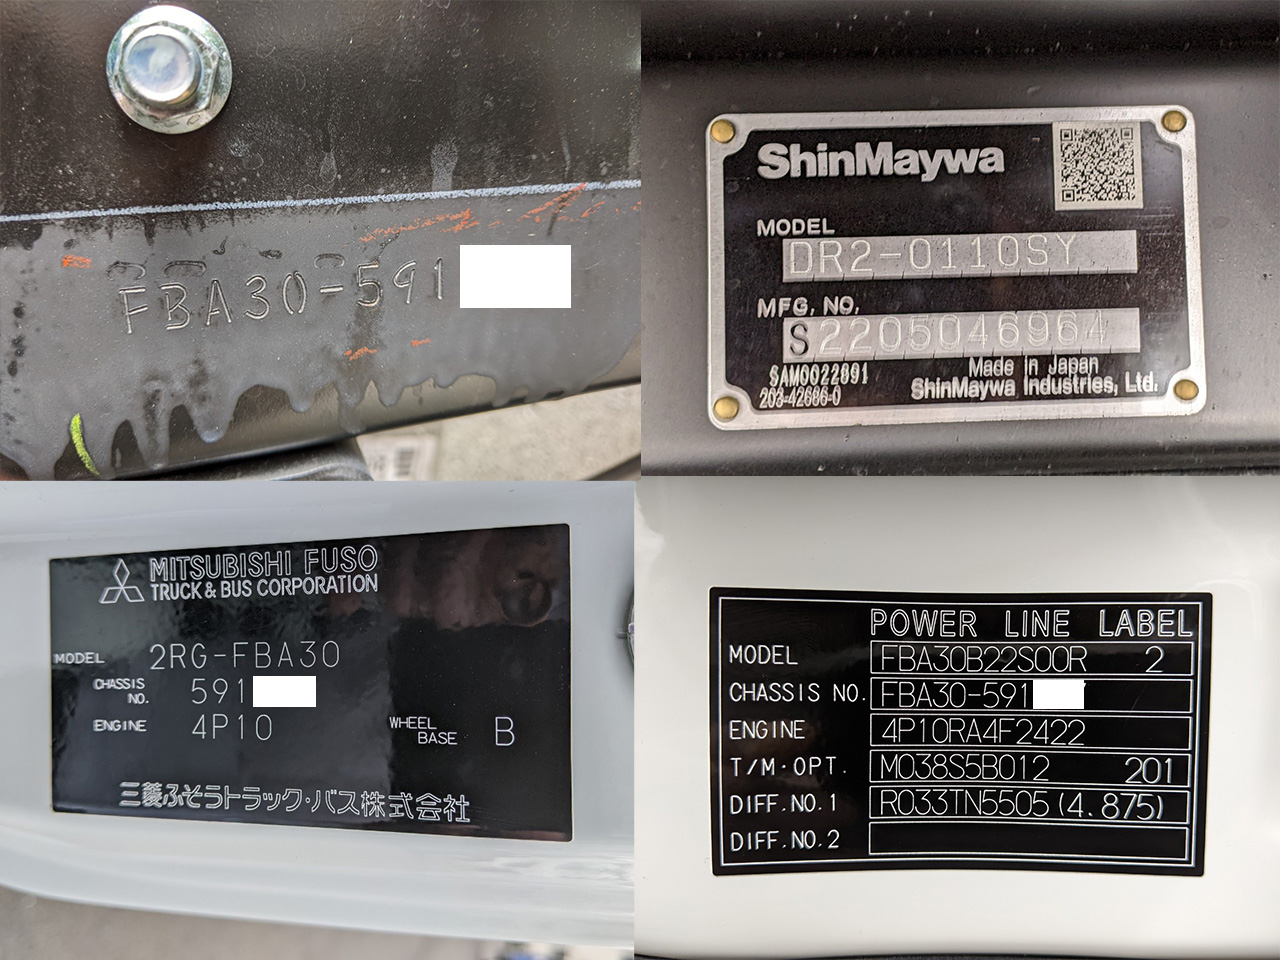 FBA30-591
ShinMaywa
MODEL
DR2-0110SY
MFG. NO.
S2205046964
SAM0022891
203-42686-0
Made in Japan
ShinMaywa Industries, Ltd.
MITSUBISHI FUSO
TRUCK & BUS CORPORATION
MODEL 2RG-FBA30
CHASSIS NO. 591
ENGINE 4P10 WHEEL BASE B
三菱ふそうトラック・バス株式会社
POWER LINE LABEL
MODEL FBA30B22S00R 2
CHASSIS NO. FBA30-591
ENGINE 4P10RA4F2422
T/M・OPT. M038S5B012 201
DIFF.NO.1 R033TN5505(4.875)
DIFF.NO.2